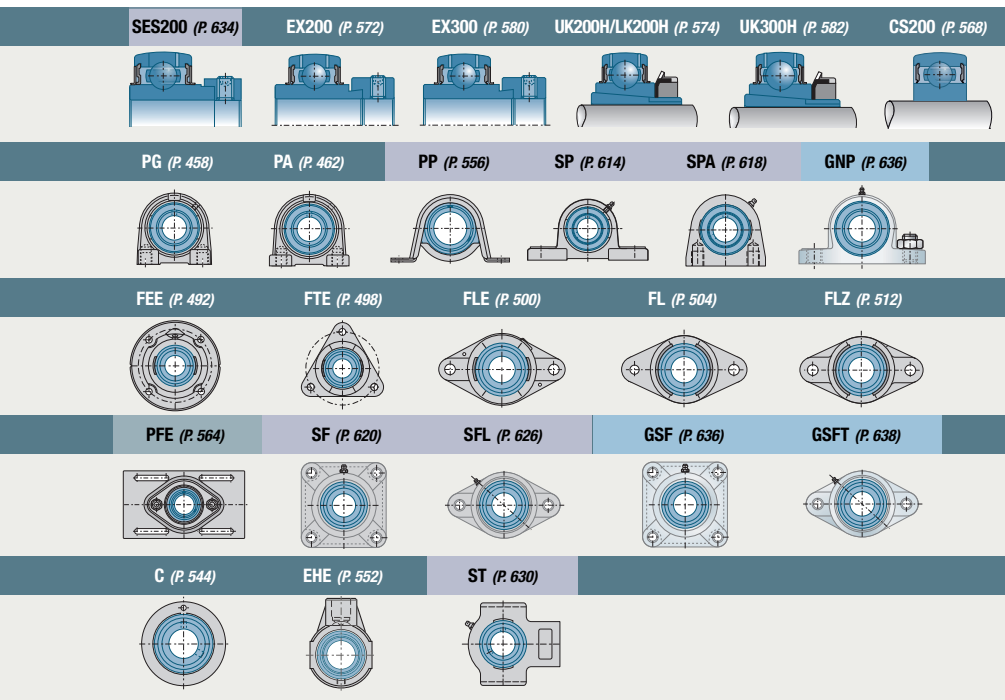 SES200 (P. 634) EX200 (P. 572) EX300 (P. 580) UK200H/LK200H (P. 574) UK300H (P. 582) CS200 (P. 568)
PG (P. 458) PA (P. 462) PP (P. 556) SP (P. 614) SPA (P. 618) GNP (P. 636)
FEE (P. 492) FTE (P. 498) FLE (P. 500) FL (P. 504) FLZ (P. 512)
PFE (P. 564) SF (P. 620) SFL (P. 626) GSF (P. 636) GSFT (P. 638)
C (P. 544) EHE (P. 552) ST (P. 630)